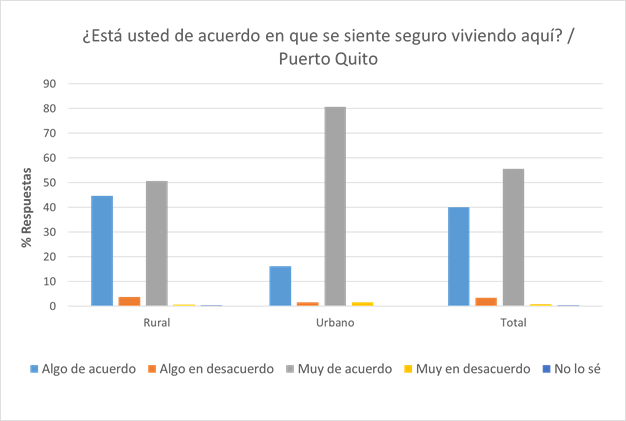 ¿Está usted de acuerdo en que se siente seguro viviendo aquí? /
Puerto Quito
% Respuestas
90
80
70
60
50
40
30
20
10
0
Rural
Urbano
Total
Algo de acuerdo
Algo en desacuerdo
Muy de acuerdo
Muy en desacuerdo
No lo sé